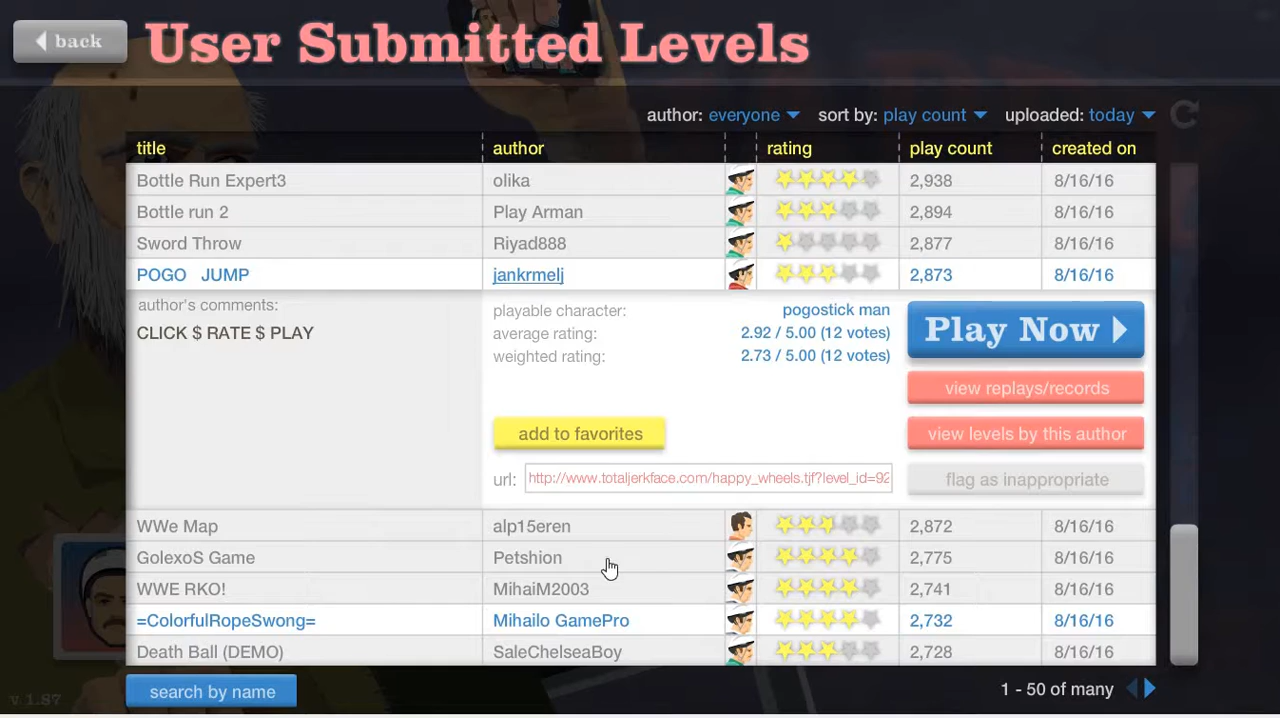 back
User Submitted Levels
author: everyone sort by: play count uploaded: today
title author rating play count created on
Bottle Run Expert3 olika 2,938 8/16/16
Bottle run 2 Play Arman 2,894 8/16/16
Sword Throw Riyad888 2,877 8/16/16
POGO JUMP jankrmelj 2,873 8/16/16
author's comments:
CLICK $ RATE $ PLAY
playable character: pogostick man
average rating: 2.92 / 5.00 (12 votes)
weighted rating: 2.73 / 5.00 (12 votes)
add to favorites
url: http://www.totaljerkface.com/happy_wheels.tjf?level_id=92
Play Now
view replays/records
view levels by this author
flag as inappropriate
WWe Map alp15eren 2,872 8/16/16
GolexoS Game Petshion 2,775 8/16/16
WWE RKO! MihaiM2003 2,741 8/16/16
=ColorfulRopeSwong= Mihailo GamePro 2,732 8/16/16
Death Ball (DEMO) SaleChelseaBoy 2,728 8/16/16
v 1.87
search by name
1 - 50 of many